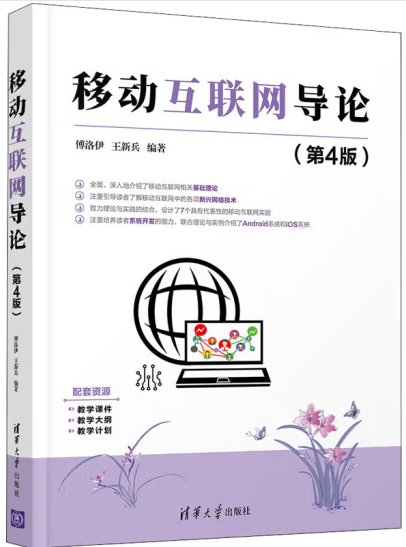 移动互联网导论
（第4版）
傅洛伊 王新兵 编著
全面、深入地介绍了移动互联网相关基础理论
注重引导读者了解移动互联网中的各项新兴网络技术
致力理论与实践的结合，设计了7个具有代表性的移动互联网实验
注重培养读者系统开发的能力，联合理论与实例介绍了Android系统和iOS系统
配套资源
教学课件
教学大纲
教学计划
清华大学出版社
移动互联网导论
（第4版）
傅洛伊 王新兵 编著
清华大学出版社